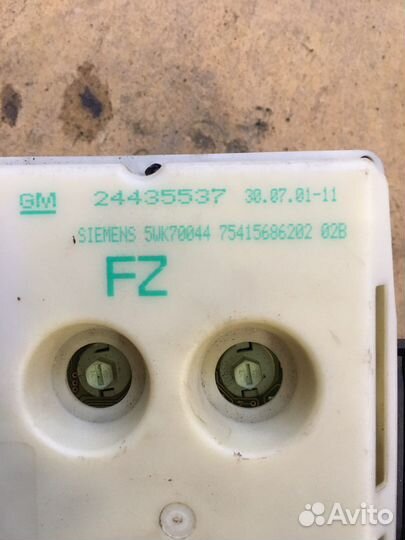 GM 24435537 30.07.01-11
SIEMENS 5WK70044 75415686202 02B
FZ
Avito